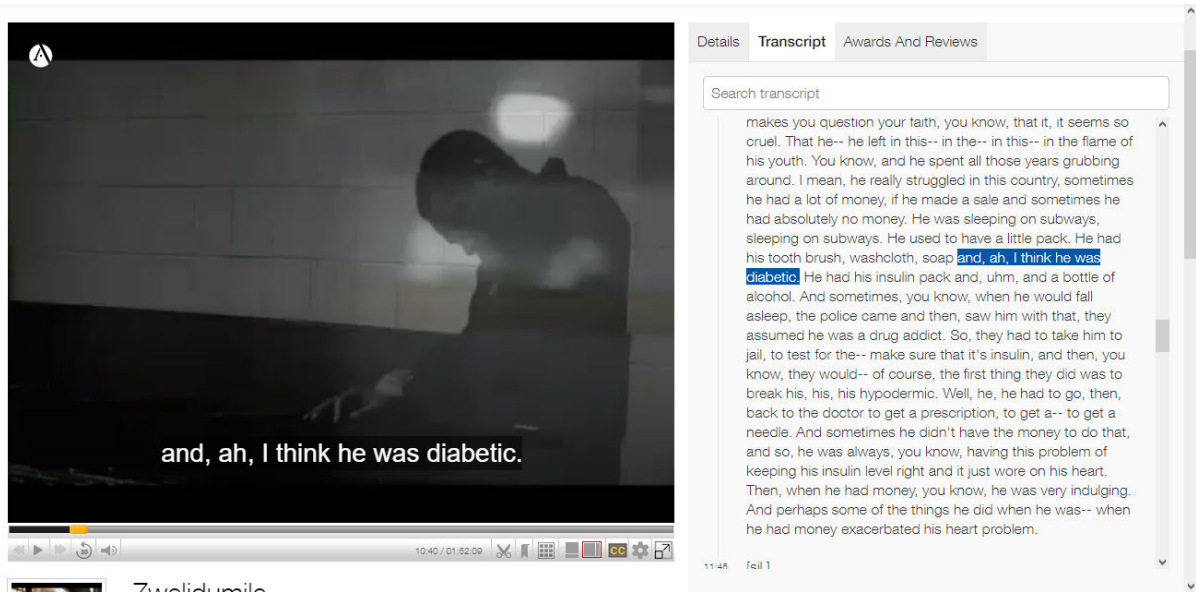 Details Transcript Awards And Reviews
Search transcript
makes you question your faith, you know, that it, it seems so
cruel. That he-- he left in this-- in the-- in this-- in the flame of
his youth. You know, and he spent all those years grubbing
around. I mean, he really struggled in this country, sometimes
he had a lot of money, if he made a sale and sometimes he
had absolutely no money. He was sleeping on subways,
sleeping on subways. He used to have a little pack. He had
his tooth brush, washcloth, soap and, ah, I think he was
diabetic. He had his insulin pack and, uhm, and a bottle of
alcohol. And sometimes, you know, when he would fall
asleep, the police came and then, saw him with that, they
assumed he was a drug addict. So, they had to take him to
jail, to test for the-- make sure that it's insulin, and then, you
know, they would-- of course, the first thing they did was to
break his, his, his hypodermic. Well, he, he had to go, then,
back to the doctor to get a prescription, to get a-- to get a
needle. And sometimes he didn't have the money to do that,
and so, he was always, you know, having this problem of
keeping his insulin level right and it just wore on his heart.
Then, when he had money, you know, he was very indulging.
And perhaps some of the things he did when he was-- when
he had money exacerbated his heart problem.
11:45 [sil.]
and, ah, I think he was diabetic.
30
10:40 / 01:52:09
CC
Zwelidumile